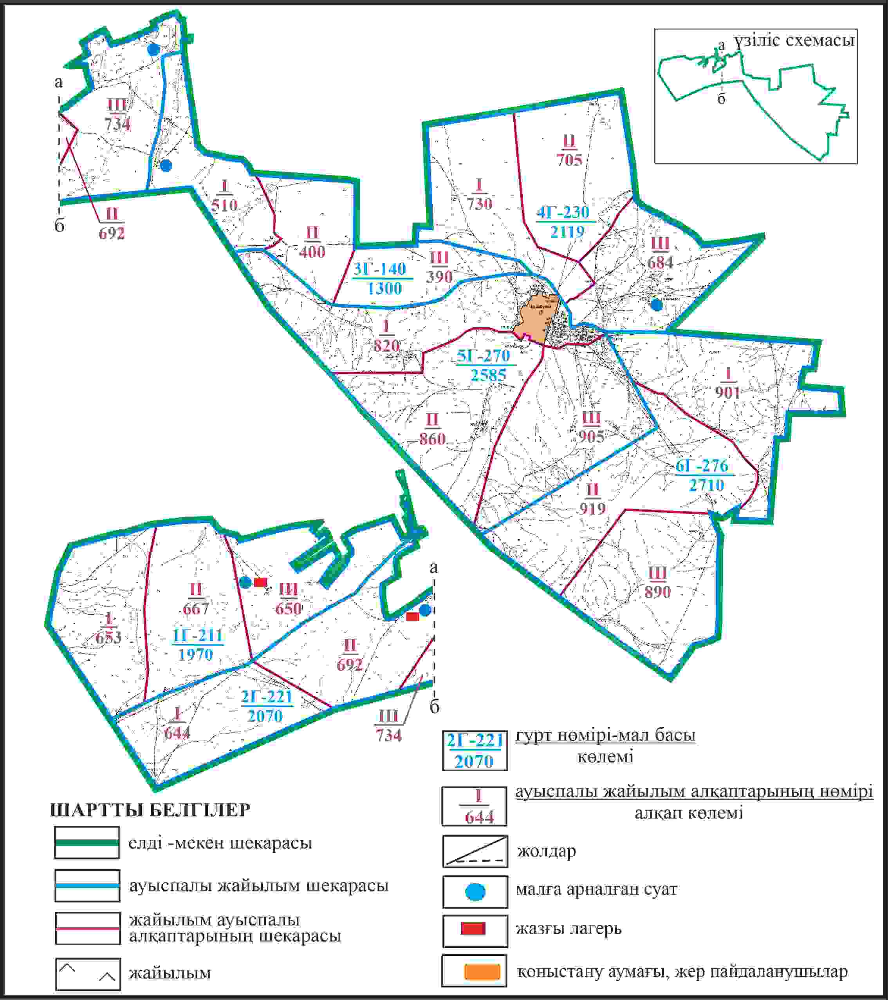 үзіліс схемасы
а
б
а
б
III
734
II
692
I
510
II
400
3Г-140
1300
III
390
I
730
II
705
4Г-230
2119
III
684
I
820
5Г-270
2585
II
860
III
905
I
901
6Г-276
2710
II
919
III
890
а
б
I
653
II
667
1Г-211
1970
III
650
II
692
2Г-221
2070
I
644
III
734
ШАРТТЫ БЕЛГІЛЕР
елді -мекен шекарасы
ауыспалы жайылым шекарасы
жайылым ауыспалы
алқаптарының шекарасы
жайылым
2Г-221
2070
гурт нөмірі-мал басы
көлемі
I
644
ауыспалы жайылым алқаптарының нөмірі
алқап көлемі
жолдар
малға арналған суат
жазғы лагерь
қоныстану аумағы, жер пайдаланушылар